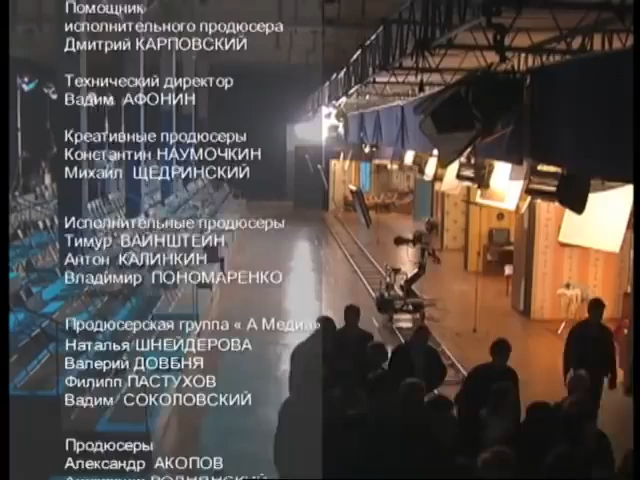 Помощник
исполнительного продюсера
Дмитрий КАРПОВСКИЙ
Технический директор
Вадим АФОНИН
Креативные продюсеры
Константин НАУМОЧКИН
Михаил ЩЕДРИНСКИЙ
Исполнительные продюсеры
Тимур ВАЙНШТЕЙН
Антон КАЛИНКИН
Владимир ПОНОМАРЕНКО
Продюсерская группа « А Медиа»
Наталья ШНЕЙДЕРОВА
Валерий ДОВБНЯ
Филипп ПАСТУХОВ
Вадим СОКОЛОВСКИЙ
Продюсеры
Александр АКОПОВ